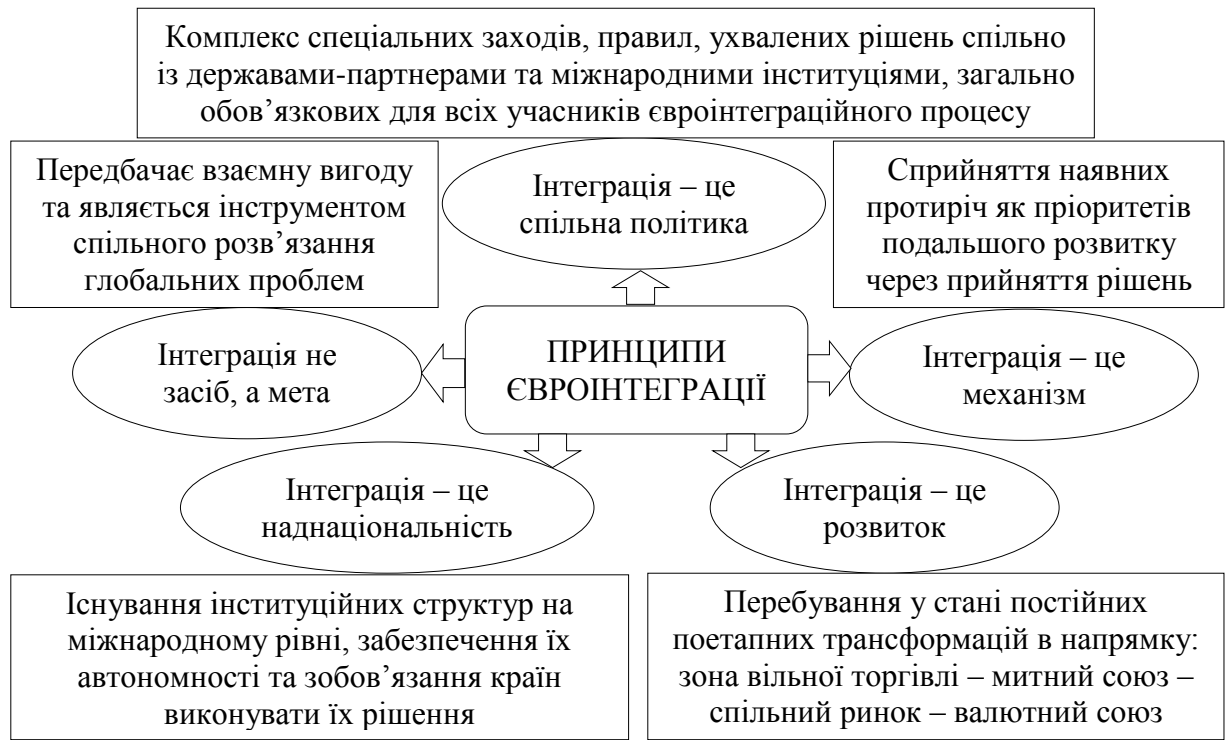 Комплекс спеціальних заходів, правил, ухвалених рішень спільно
із державами-партнерами та міжнародними інституціями, загально
обов’язкових для всіх учасників євроінтеграційного процесу
Передбачає взаємну вигоду
та являється інструментом
спільного розв’язання
глобальних проблем
Інтеграція – це
спільна політика
Сприйняття наявних
протиріч як пріоритетів
подальшого розвитку
через прийняття рішень
Інтеграція не
засіб, а мета
ПРИНЦИПИ
ЄВРОІНТЕГРАЦІЇ
Інтеграція – це
механізм
Інтеграція – це
наднаціональність
Інтеграція – це
розвиток
Існування інституційних структур на
міжнародному рівні, забезпечення їх
автономності та зобов’язання країн
виконувати їх рішення
Перебування у стані постійних
поетапних трансформацій в напрямку:
зона вільної торгівлі – митний союз –
спільний ринок – валютний союз